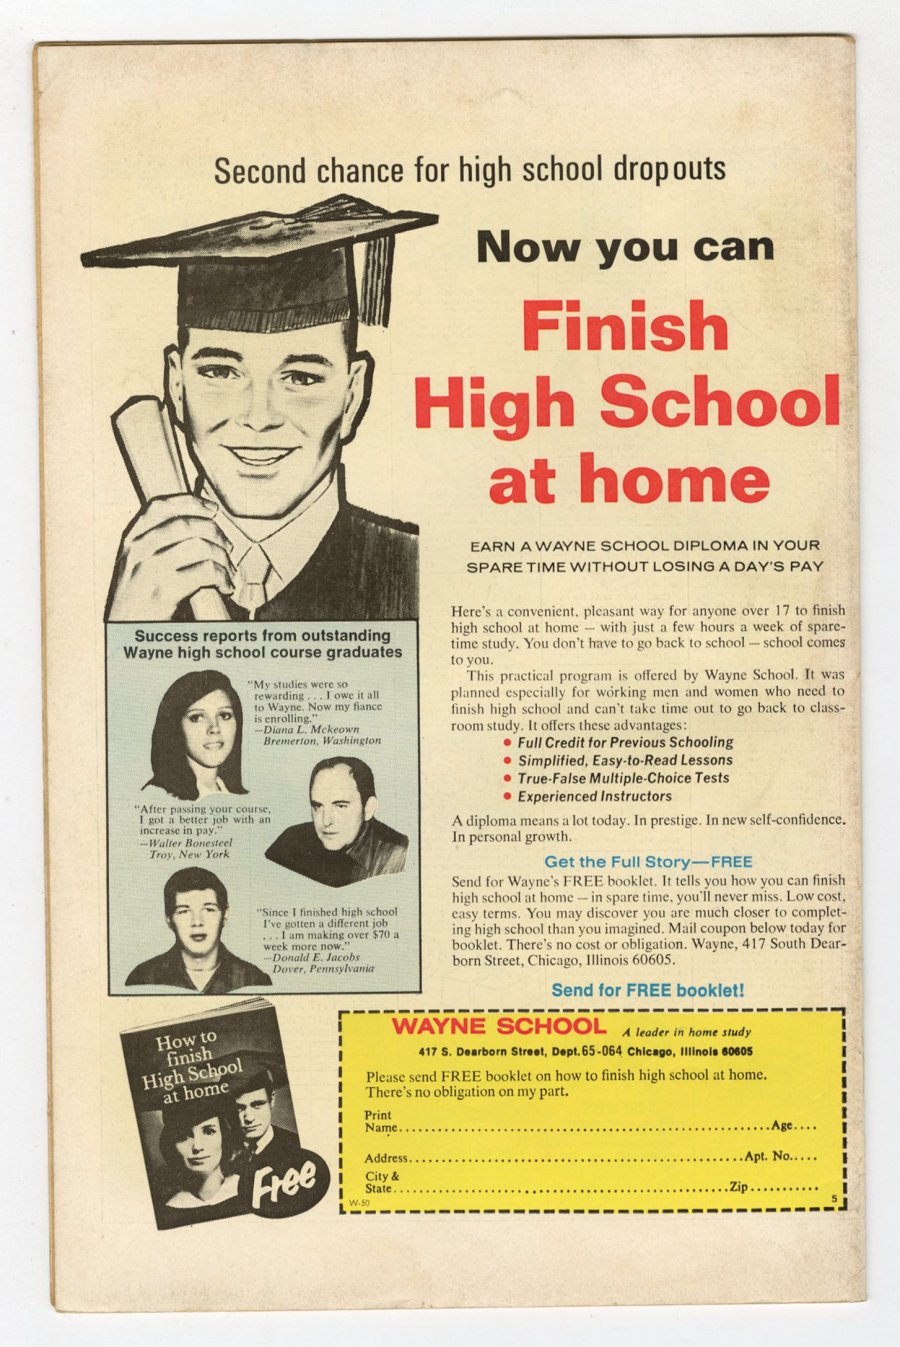 Second chance for high school dropouts
Now you can
Finish
High School
at home
EARN A WAYNE SCHOOL DIPLOMA IN YOUR
SPARE TIME WITHOUT LOSING A DAY'S PAY
Here's a convenient, pleasant way for anyone over 17 to finish
high school at home — with just a few hours a week of spare-
time study. You don't have to go back to school — school comes
to you.
This practical program is offered by Wayne School. It was
planned especially for working men and women who need to
finish high school and can't take time out to go back to class-
room study. It offers these advantages:
• Full Credit for Previous Schooling
• Simplified, Easy-to-Read Lessons
• True-False Multiple-Choice Tests
• Experienced Instructors
A diploma means a lot today. In prestige. In new self-confidence.
In personal growth.
Get the Full Story—FREE
Send for Wayne's FREE booklet. It tells you how you can finish
high school at home — in spare time, you'll never miss. Low cost,
easy terms. You may discover you are much closer to complet-
ing high school than you imagined. Mail coupon below today for
booklet. There's no cost or obligation. Wayne, 417 South Dear-
born Street, Chicago, Illinois 60605.
Send for FREE booklet!
Success reports from outstanding
Wayne high school course graduates
"My studies were so
rewarding . . . I owe it all
to Wayne. Now my fiance
is enrolling."
—Diana L. Mckeown
Bremerton, Washington
"After passing your course,
I got a better job with an
increase in pay."
—Walter Bonesteel
Troy, New York
"Since I finished high school
I've gotten a different job
. . . I am making over $70 a
week more now."
—Donald E. Jacobs
Dover, Pennsylvania
How to
finish
High School
at home
Free
WAYNE SCHOOL A leader in home study
417 S. Dearborn Street, Dept. 65-064 Chicago, Illinois 60605
Please send FREE booklet on how to finish high school at home.
There's no obligation on my part.
Print
Name.....Age....
Address.....Apt. No.....
City &
State.....Zip..........
W-50 5